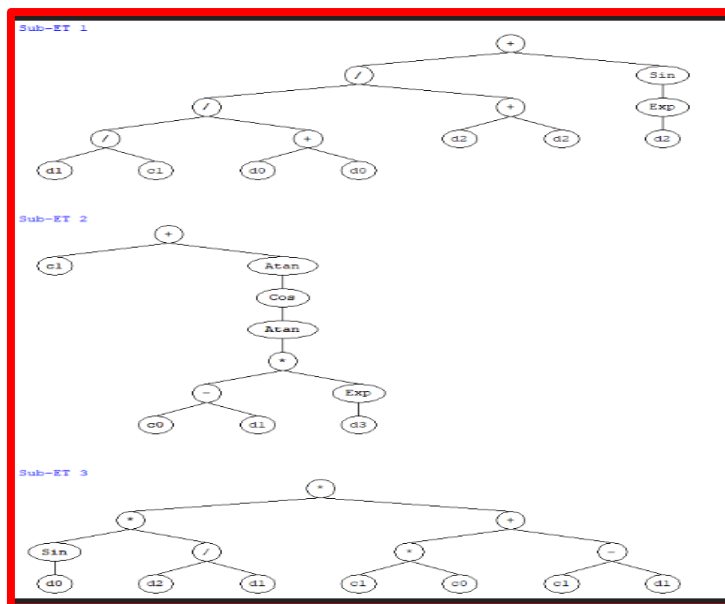 Sub-ET 1
+
/ Sin
/ + Exp
/ + d2 d2 d2
d1 c1 d0 d0
Sub-ET 2
+
c1 Atan
Cos
Atan
*
- Exp
c0 d1 d3
Sub-ET 3
*
* +
Sin / * -
d0 d2 d1 c1 c0 c1 d1